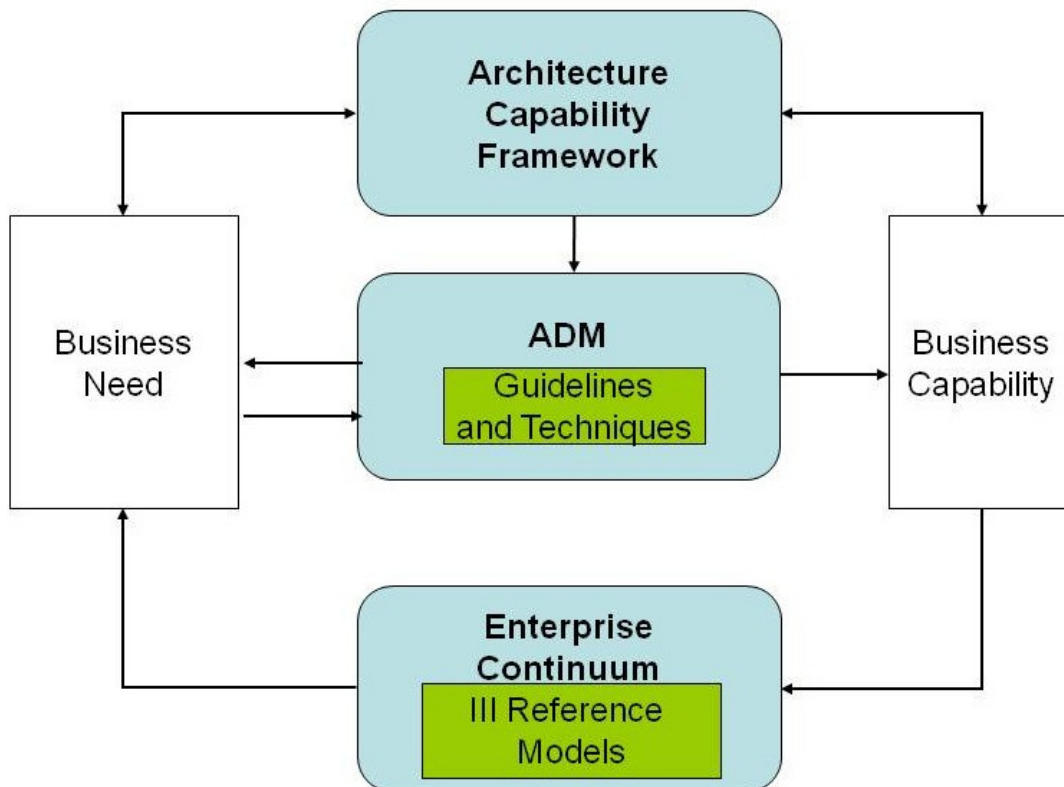 Architecture
Capability
Framework
Business
Need
ADM
Guidelines
and Techniques
Business
Capability
Enterprise
Continuum
III Reference
Models